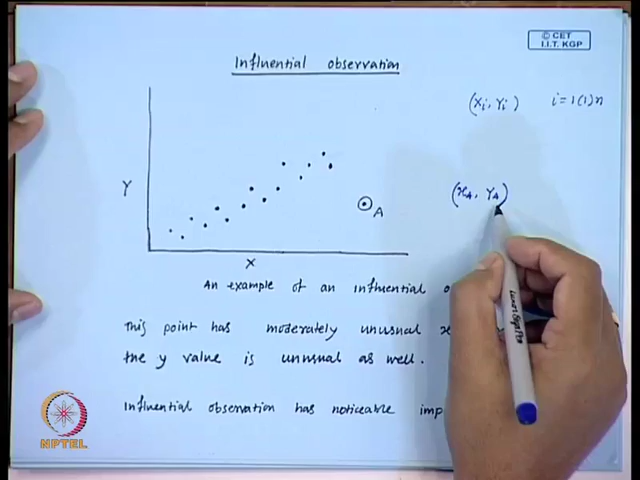 © CET
I.I.T. KGP
Influential observation
(Xi, Yi) i = 1(1)n
Y
A
(xA, YA)
X
An example of an influential
This point has moderately unusual x
the y value is unusual as well.
Influential observation has noticeable
NPTEL